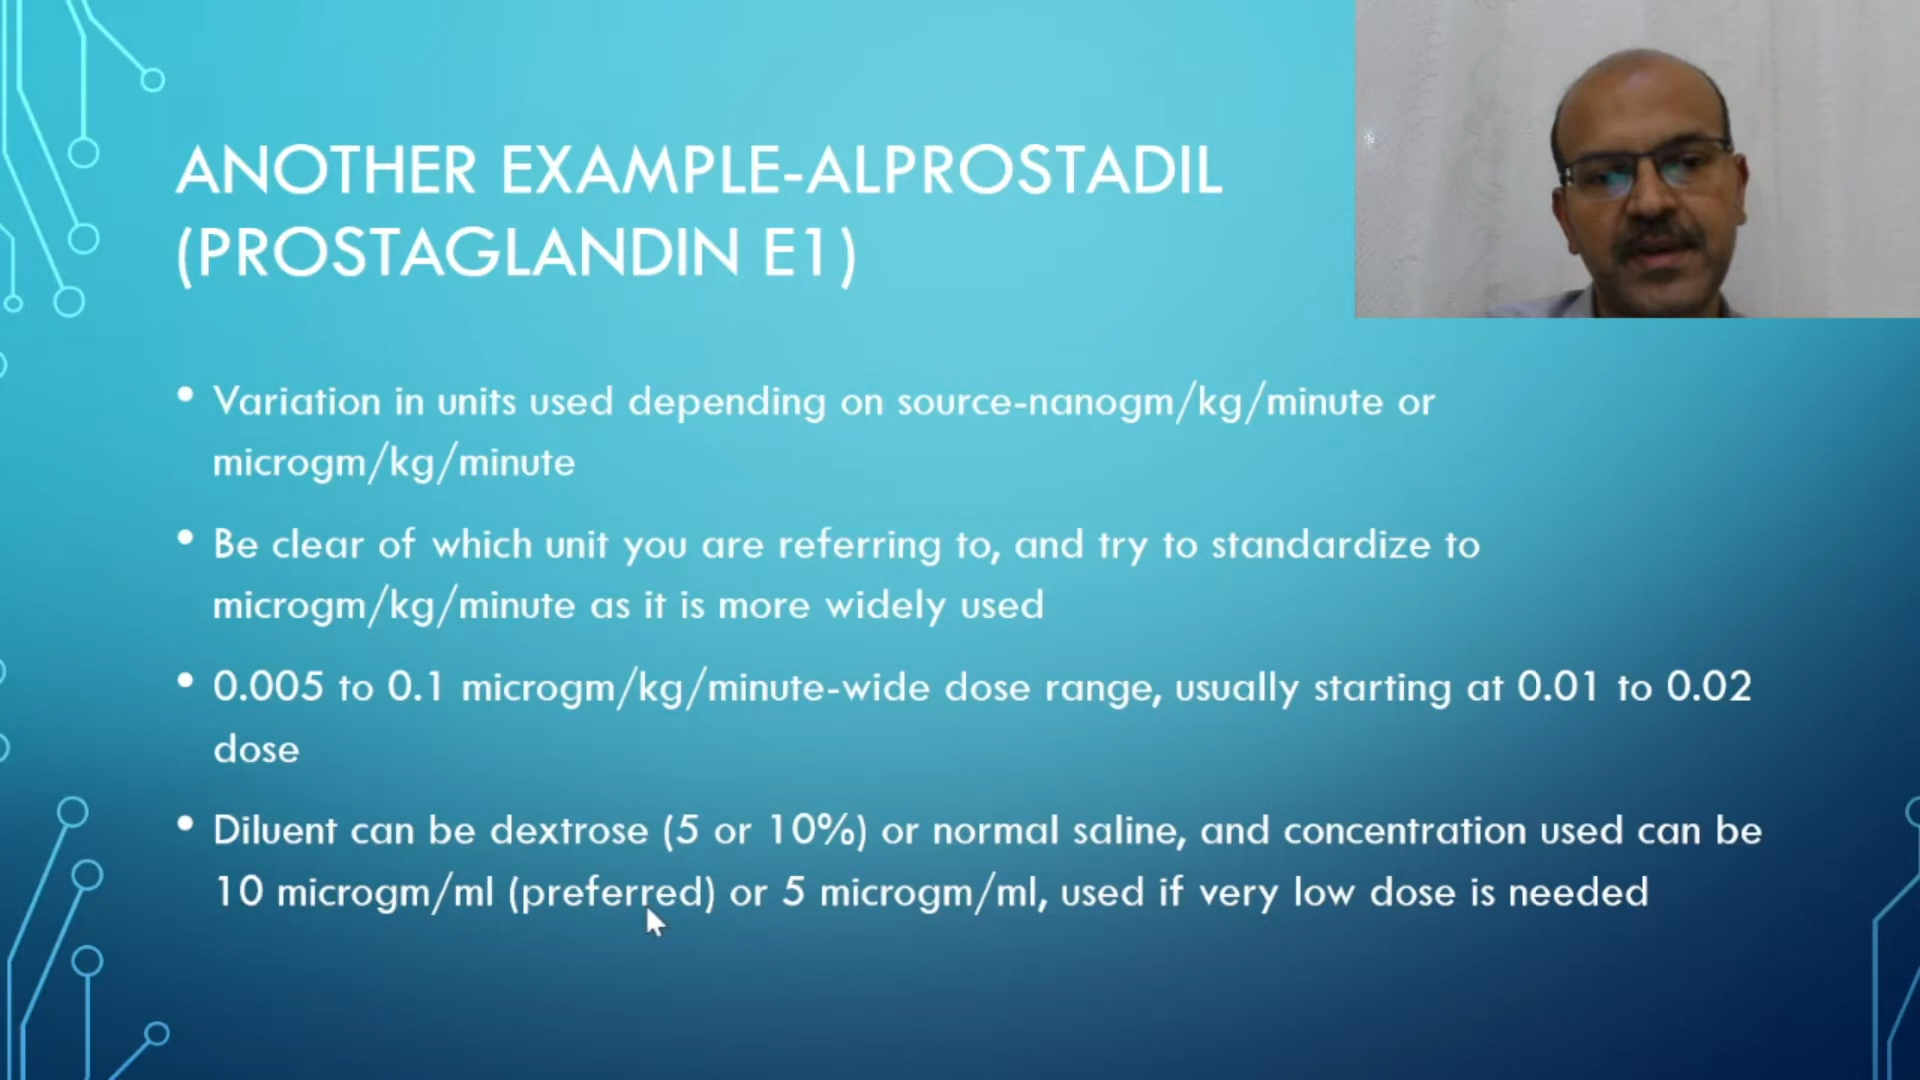 ANOTHER EXAMPLE-ALPROSTADIL
(PROSTAGLANDIN E1)
• Variation in units used depending on source-nanogm/kg/minute or
microgm/kg/minute
• Be clear of which unit you are referring to, and try to standardize to
microgm/kg/minute as it is more widely used
• 0.005 to 0.1 microgm/kg/minute-wide dose range, usually starting at 0.01 to 0.02
dose
• Diluent can be dextrose (5 or 10%) or normal saline, and concentration used can be
10 microgm/ml (preferred) or 5 microgm/ml, used if very low dose is needed